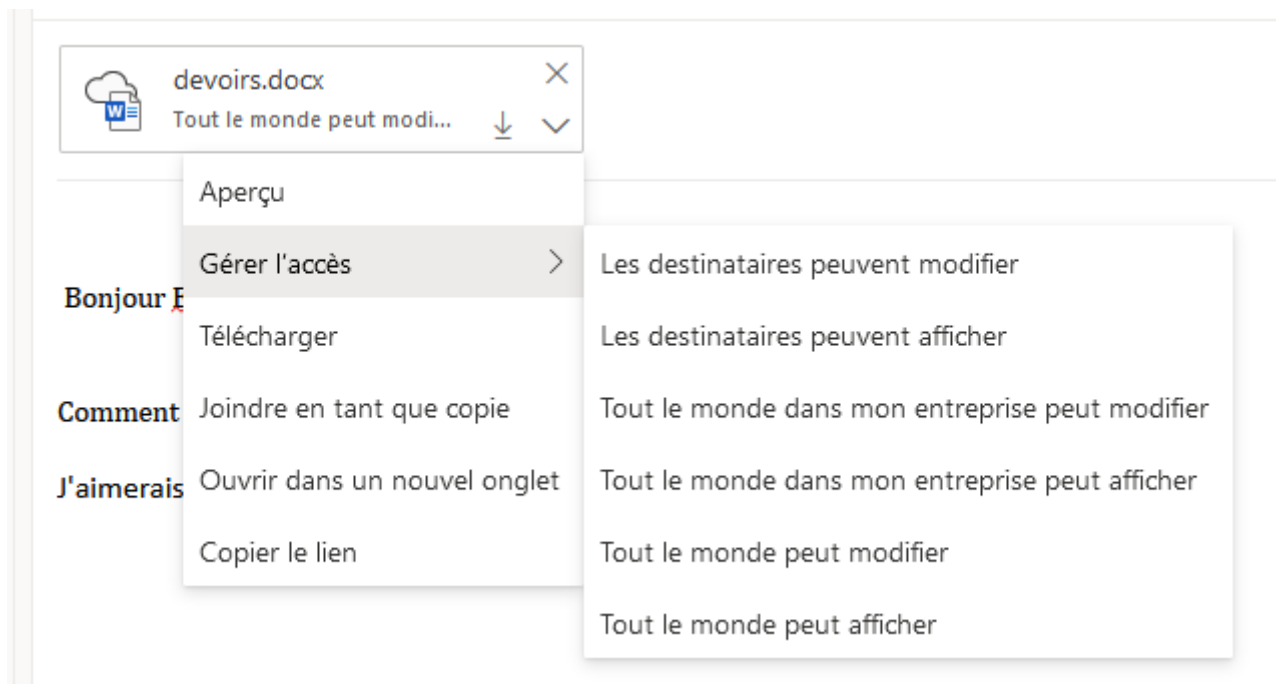 devoirs.docx
Tout le monde peut modi...
W
Aperçu
Gérer l'accès
Bonjour
Télécharger
Comment
Joindre en tant que copie
J'aimerais
Ouvrir dans un nouvel onglet
Copier le lien
Les destinataires peuvent modifier
Les destinataires peuvent afficher
Tout le monde dans mon entreprise peut modifier
Tout le monde dans mon entreprise peut afficher
Tout le monde peut modifier
Tout le monde peut afficher